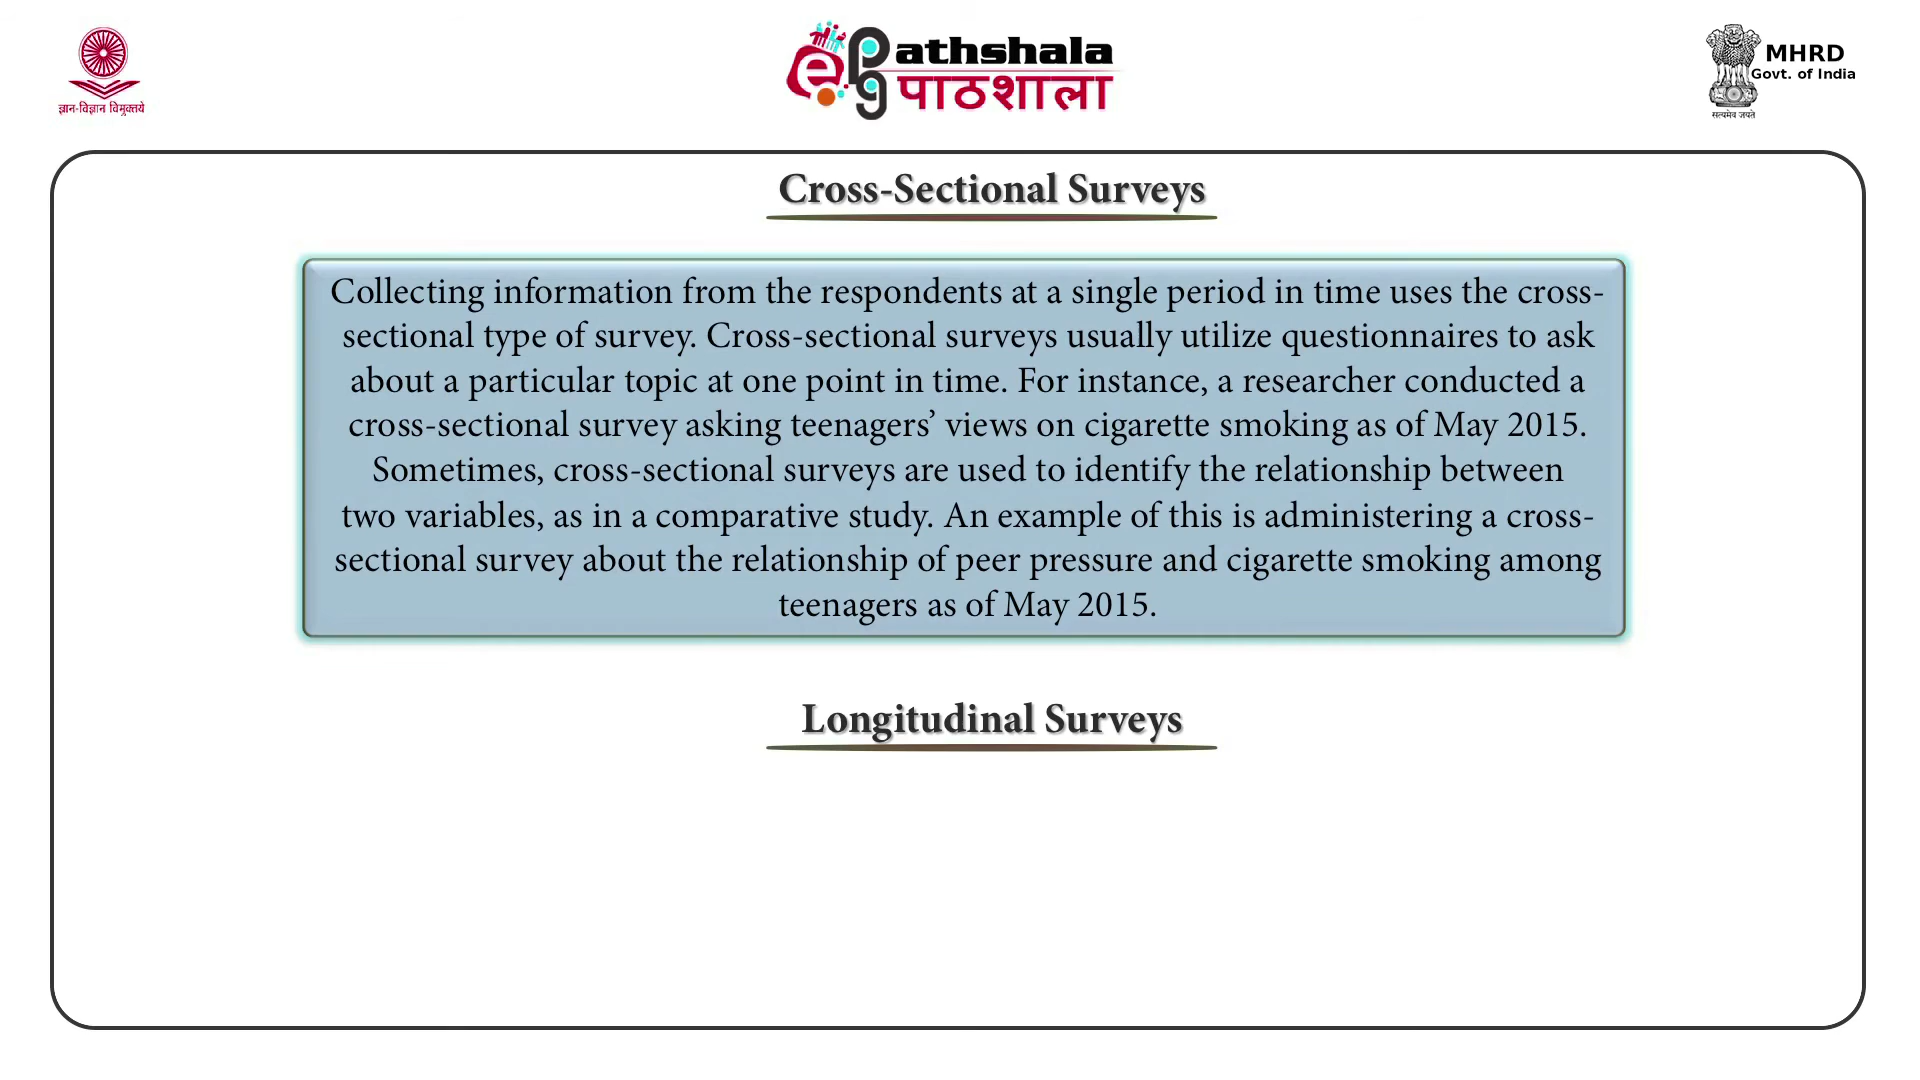 ज्ञान-विज्ञान विमुक्तये
e PG Pathshala
पाठशाला
MHRD
Govt. of India
सत्यमेव जयते
Cross-Sectional Surveys
Collecting information from the respondents at a single period in time uses the cross-
sectional type of survey. Cross-sectional surveys usually utilize questionnaires to ask
about a particular topic at one point in time. For instance, a researcher conducted a
cross-sectional survey asking teenagers’ views on cigarette smoking as of May 2015.
Sometimes, cross-sectional surveys are used to identify the relationship between
two variables, as in a comparative study. An example of this is administering a cross-
sectional survey about the relationship of peer pressure and cigarette smoking among
teenagers as of May 2015.
Longitudinal Surveys